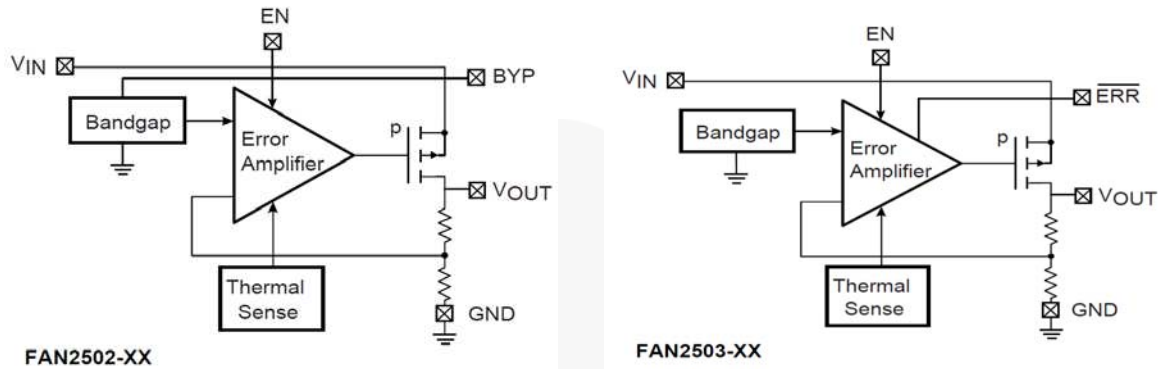 EN
VIN
BYP
Bandgap
p
Error
Amplifier
VOUT
Thermal
Sense
GND
FAN2502-XX
EN
VIN
ERR
Bandgap
p
Error
Amplifier
VOUT
Thermal
Sense
GND
FAN2503-XX